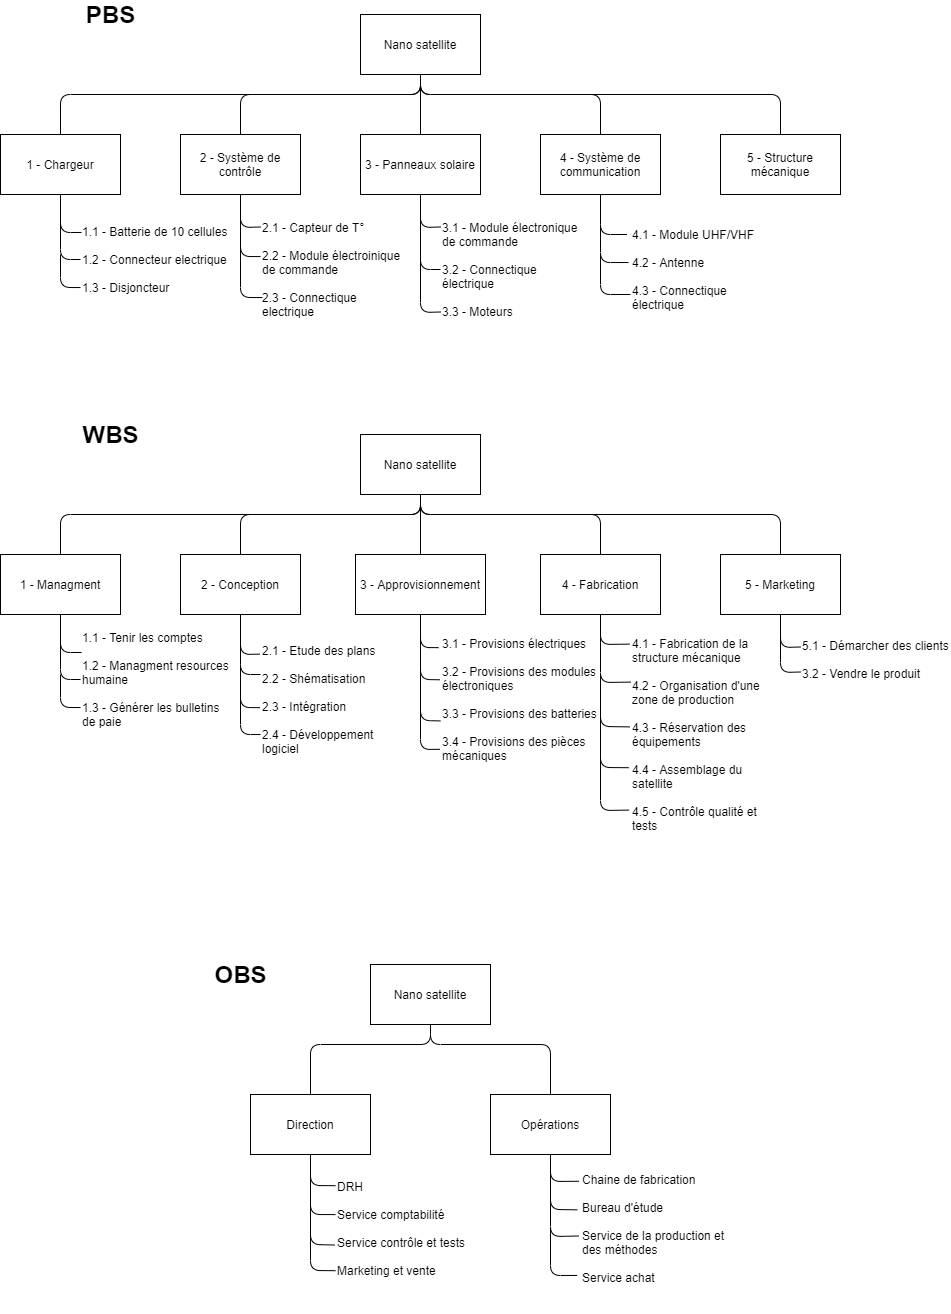 PBS
Nano satellite
1 - Chargeur
2 - Système de
contrôle
3 - Panneaux solaire
4 - Système de
communication
5 - Structure
mécanique
1.1 - Batterie de 10 cellules
1.2 - Connecteur electrique
1.3 - Disjoncteur
2.1 - Capteur de T°
2.2 - Module électroinique
de commande
2.3 - Connectique
electrique
3.1 - Module électronique
de commande
3.2 - Connectique
électrique
3.3 - Moteurs
4.1 - Module UHF/VHF
4.2 - Antenne
4.3 - Connectique
électrique
WBS
Nano satellite
1 - Managment
2 - Conception
3 - Approvisionnement
4 - Fabrication
5 - Marketing
1.1 - Tenir les comptes
1.2 - Managment resources
humaine
1.3 - Générer les bulletins
de paie
2.1 - Etude des plans
2.2 - Shématisation
2.3 - Intégration
2.4 - Développement
logiciel
3.1 - Provisions électriques
3.2 - Provisions des modules
électroniques
3.3 - Provisions des batteries
3.4 - Provisions des pièces
mécaniques
4.1 - Fabrication de la
structure mécanique
4.2 - Organisation d'une
zone de production
4.3 - Réservation des
équipements
4.4 - Assemblage du
satellite
4.5 - Contrôle qualité et
tests
5.1 - Démarcher des clients
3.2 - Vendre le produit
OBS
Nano satellite
Direction
Opérations
DRH
Service comptabilité
Service contrôle et tests
Marketing et vente
Chaine de fabrication
Bureau d'étude
Service de la production et
des méthodes
Service achat